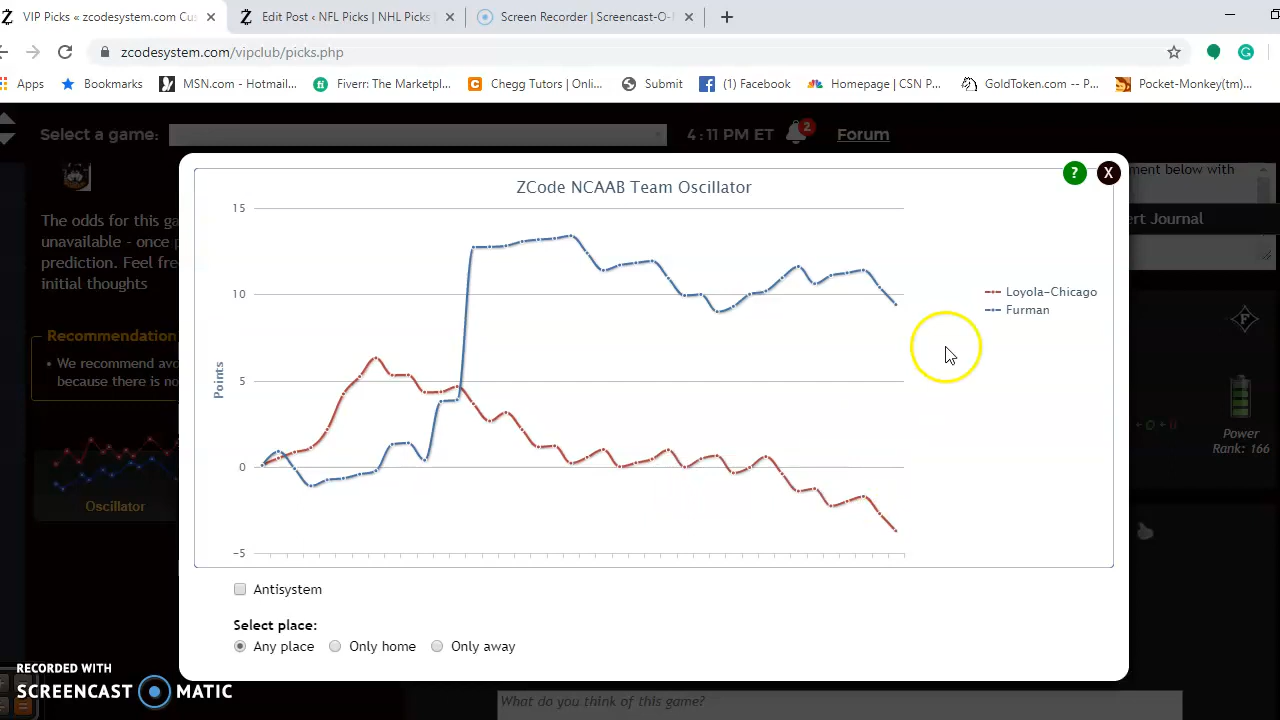 VIP Picks « zcodesystem.com Cus
Edit Post ‹ NFL Picks | NHL Picks
Screen Recorder | Screencast-O-M
zcodesystem.com/vipclub/picks.php
Apps
Bookmarks
MSN.com - Hotmail...
Fiverr: The Marketpl...
Chegg Tutors | Onli...
Submit
(1) Facebook
Homepage | CSN P...
GoldToken.com -- P...
Pocket-Monkey(tm)...
Select a game:
4:11 PM ET
2
Forum
ment below with
ert Journal
The odds for this ga
unavailable - once p
prediction. Feel fre
initial thoughts
Recommendation
• We recommend avo
because there is no
Oscillator
? X
ZCode NCAAB Team Oscillator
15
10
5
0
-5
Points
Loyola-Chicago
Furman
F
Power
Rank: 166
Antisystem
Select place:
Any place
Only home
Only away
RECORDED WITH
SCREENCAST MATIC
What do you think of this game?